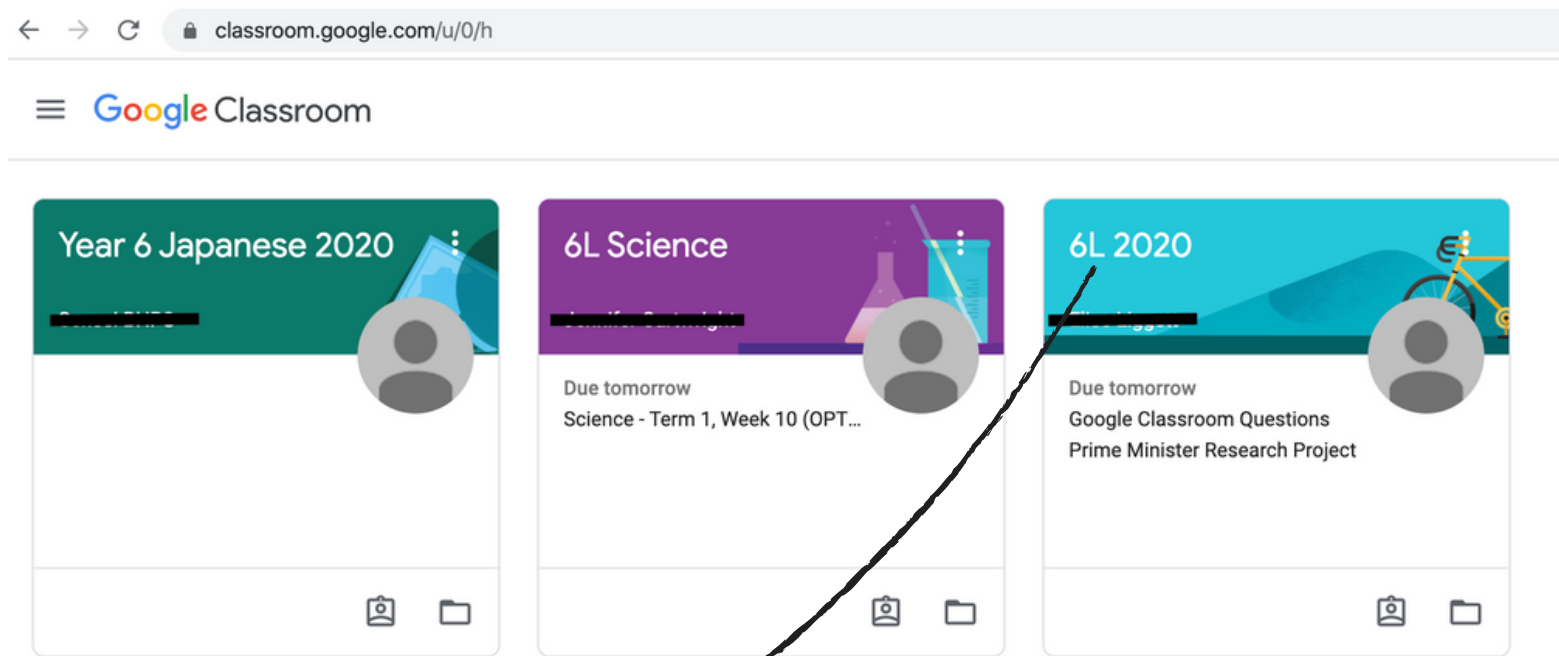 classroom.google.com/u/0/h
Google Classroom
Year 6 Japanese 2020
6L Science
Due tomorrow
Science - Term 1, Week 10 (OPT...
6L 2020
Due tomorrow
Google Classroom Questions
Prime Minister Research Project